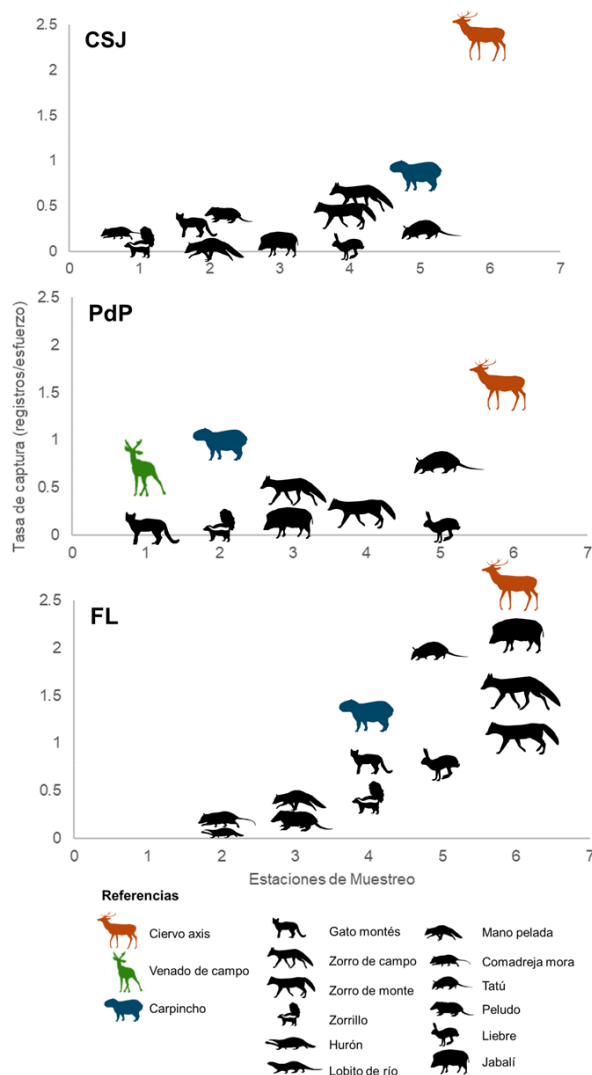 CSJ
2.5
2
1.5
1
0.5
0
0 1 2 3 4 5 6 7
PdP
2.5
2
1.5
1
0.5
0
0 1 2 3 4 5 6 7
Tasa de captura (registros/esfuerzo)
FL
2.5
2
1.5
1
0.5
0
0 1 2 3 4 5 6 7
Estaciones de Muestreo
Referencias
Ciervo axis
Venado de campo
Carpincho
Gato montés
Zorro de campo
Zorro de monte
Zorrillo
Hurón
Lobito de río
Mano pelada
Comadreja mora
Tatú
Peludo
Liebre
Jabalí